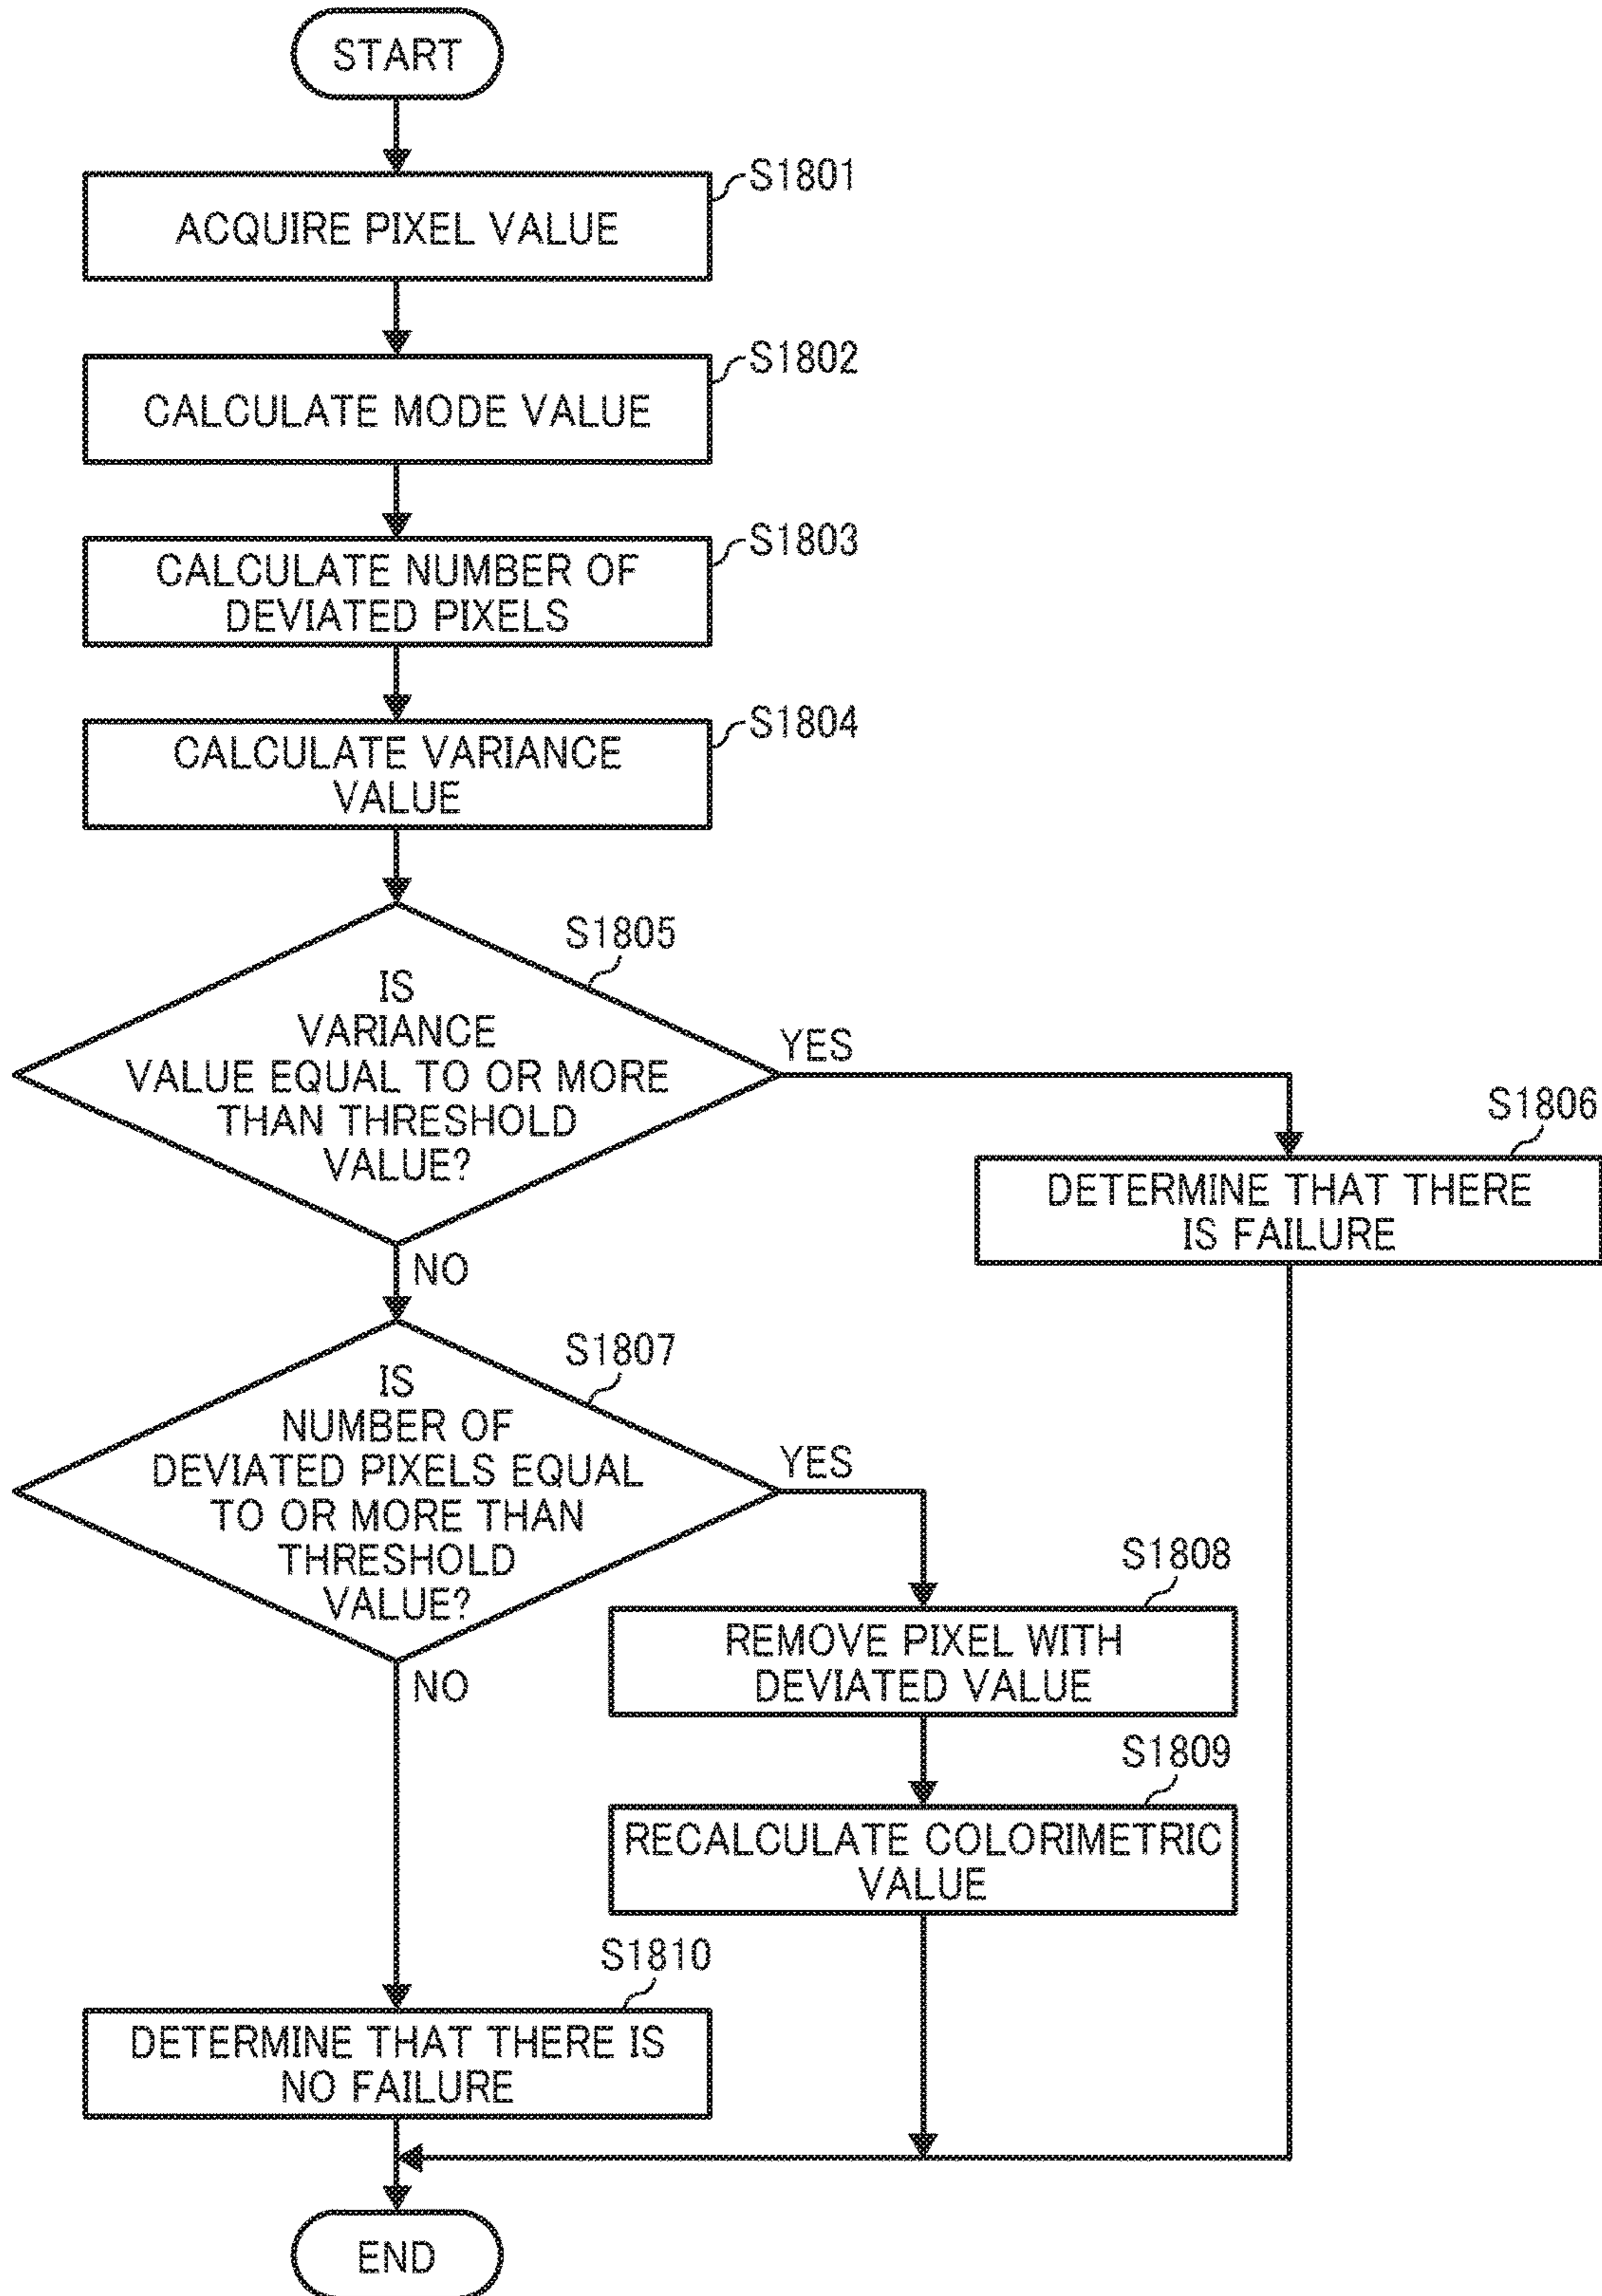 START
S1801
ACQUIRE PIXEL VALUE
S1802
CALCULATE MODE VALUE
S1803
CALCULATE NUMBER OF
DEVIATED PIXELS
S1804
CALCULATE VARIANCE
VALUE
S1805
IS
VARIANCE
VALUE EQUAL TO OR MORE
THAN THRESHOLD
VALUE?
YES
S1806
DETERMINE THAT THERE
IS FAILURE
NO
S1807
IS
NUMBER OF
DEVIATED PIXELS EQUAL
TO OR MORE THAN
THRESHOLD
VALUE?
YES
S1808
REMOVE PIXEL WITH
DEVIATED VALUE
NO
S1809
RECALCULATE COLORIMETRIC
VALUE
S1810
DETERMINE THAT THERE IS
NO FAILURE
END